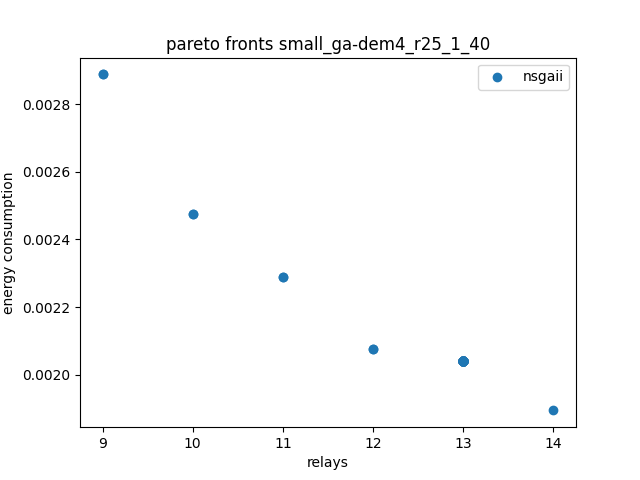 pareto fronts small_ga-dem4_r25_1_40
nsgaii
0.0028
0.0026
0.0024
0.0022
0.0020
energy consumption
9 10 11 12 13 14
relays